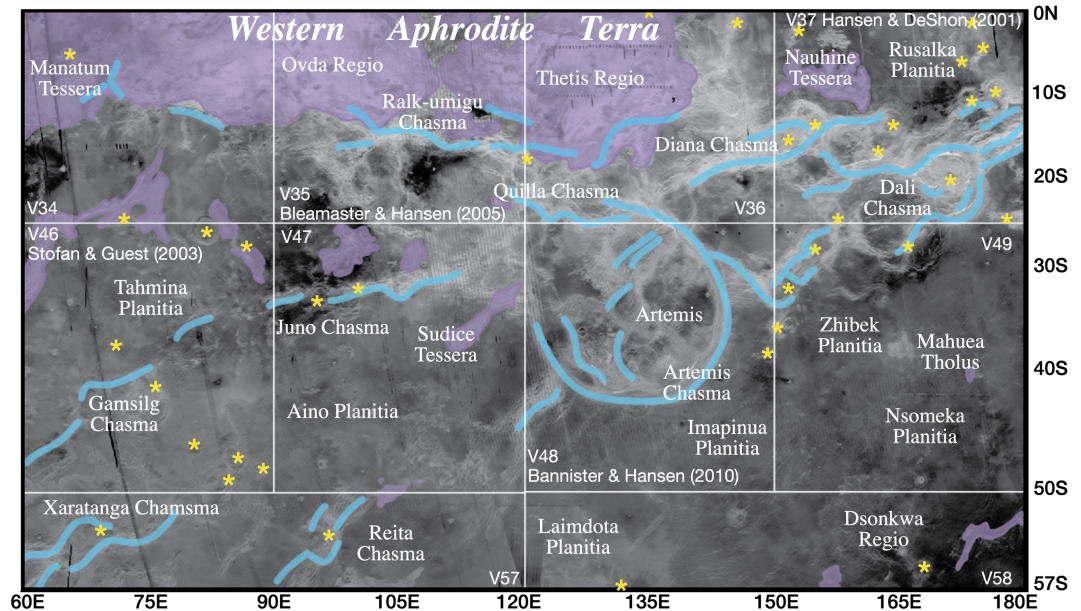 Western Aphrodite Terra
V37 Hansen & DeShon (2001)
0N
Manatum
Tessera
Ovda Regio
Thetis Regio
Nauhine
Tessera
Rusalka
Planitia
10S
Ralk-umigu
Chasma
Diana Chasma
20S
V34
V35
Bleamaster & Hansen (2005)
Quilla Chasma
V36
Dali
Chasma
V46
Stofan & Guest (2003)
V47
V49
30S
Tahmina
Planitia
Juno Chasma
Sudice
Tessera
Artemis
Zhibek
Planitia
Mahuea
Tholus
40S
Gamsilg
Chasma
Aino Planitia
Artemis
Chasma
Imapinua
Planitia
Nsomeka
Planitia
V48
Bannister & Hansen (2010)
50S
Xaratanga Chamsma
Reita
Chasma
Laimdota
Planitia
Dsonkwa
Regio
V57
V58
57S
60E 75E 90E 105E 120E 135E 150E 165E 180E